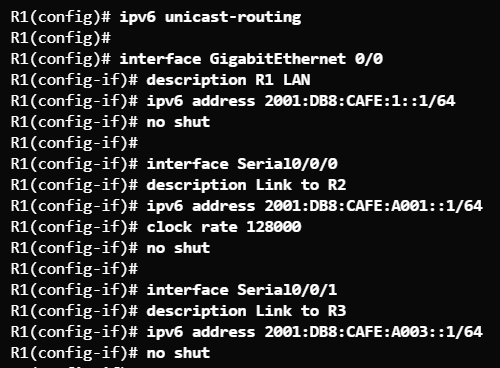 R1(config)# ipv6 unicast-routing
R1(config)#
R1(config)# interface GigabitEthernet 0/0
R1(config-if)# description R1 LAN
R1(config-if)# ipv6 address 2001:DB8:CAFE:1::1/64
R1(config-if)# no shut
R1(config-if)#
R1(config-if)# interface Serial0/0/0
R1(config-if)# description Link to R2
R1(config-if)# ipv6 address 2001:DB8:CAFE:A001::1/64
R1(config-if)# clock rate 128000
R1(config-if)# no shut
R1(config-if)#
R1(config-if)# interface Serial0/0/1
R1(config-if)# description Link to R3
R1(config-if)# ipv6 address 2001:DB8:CAFE:A003::1/64
R1(config-if)# no shut